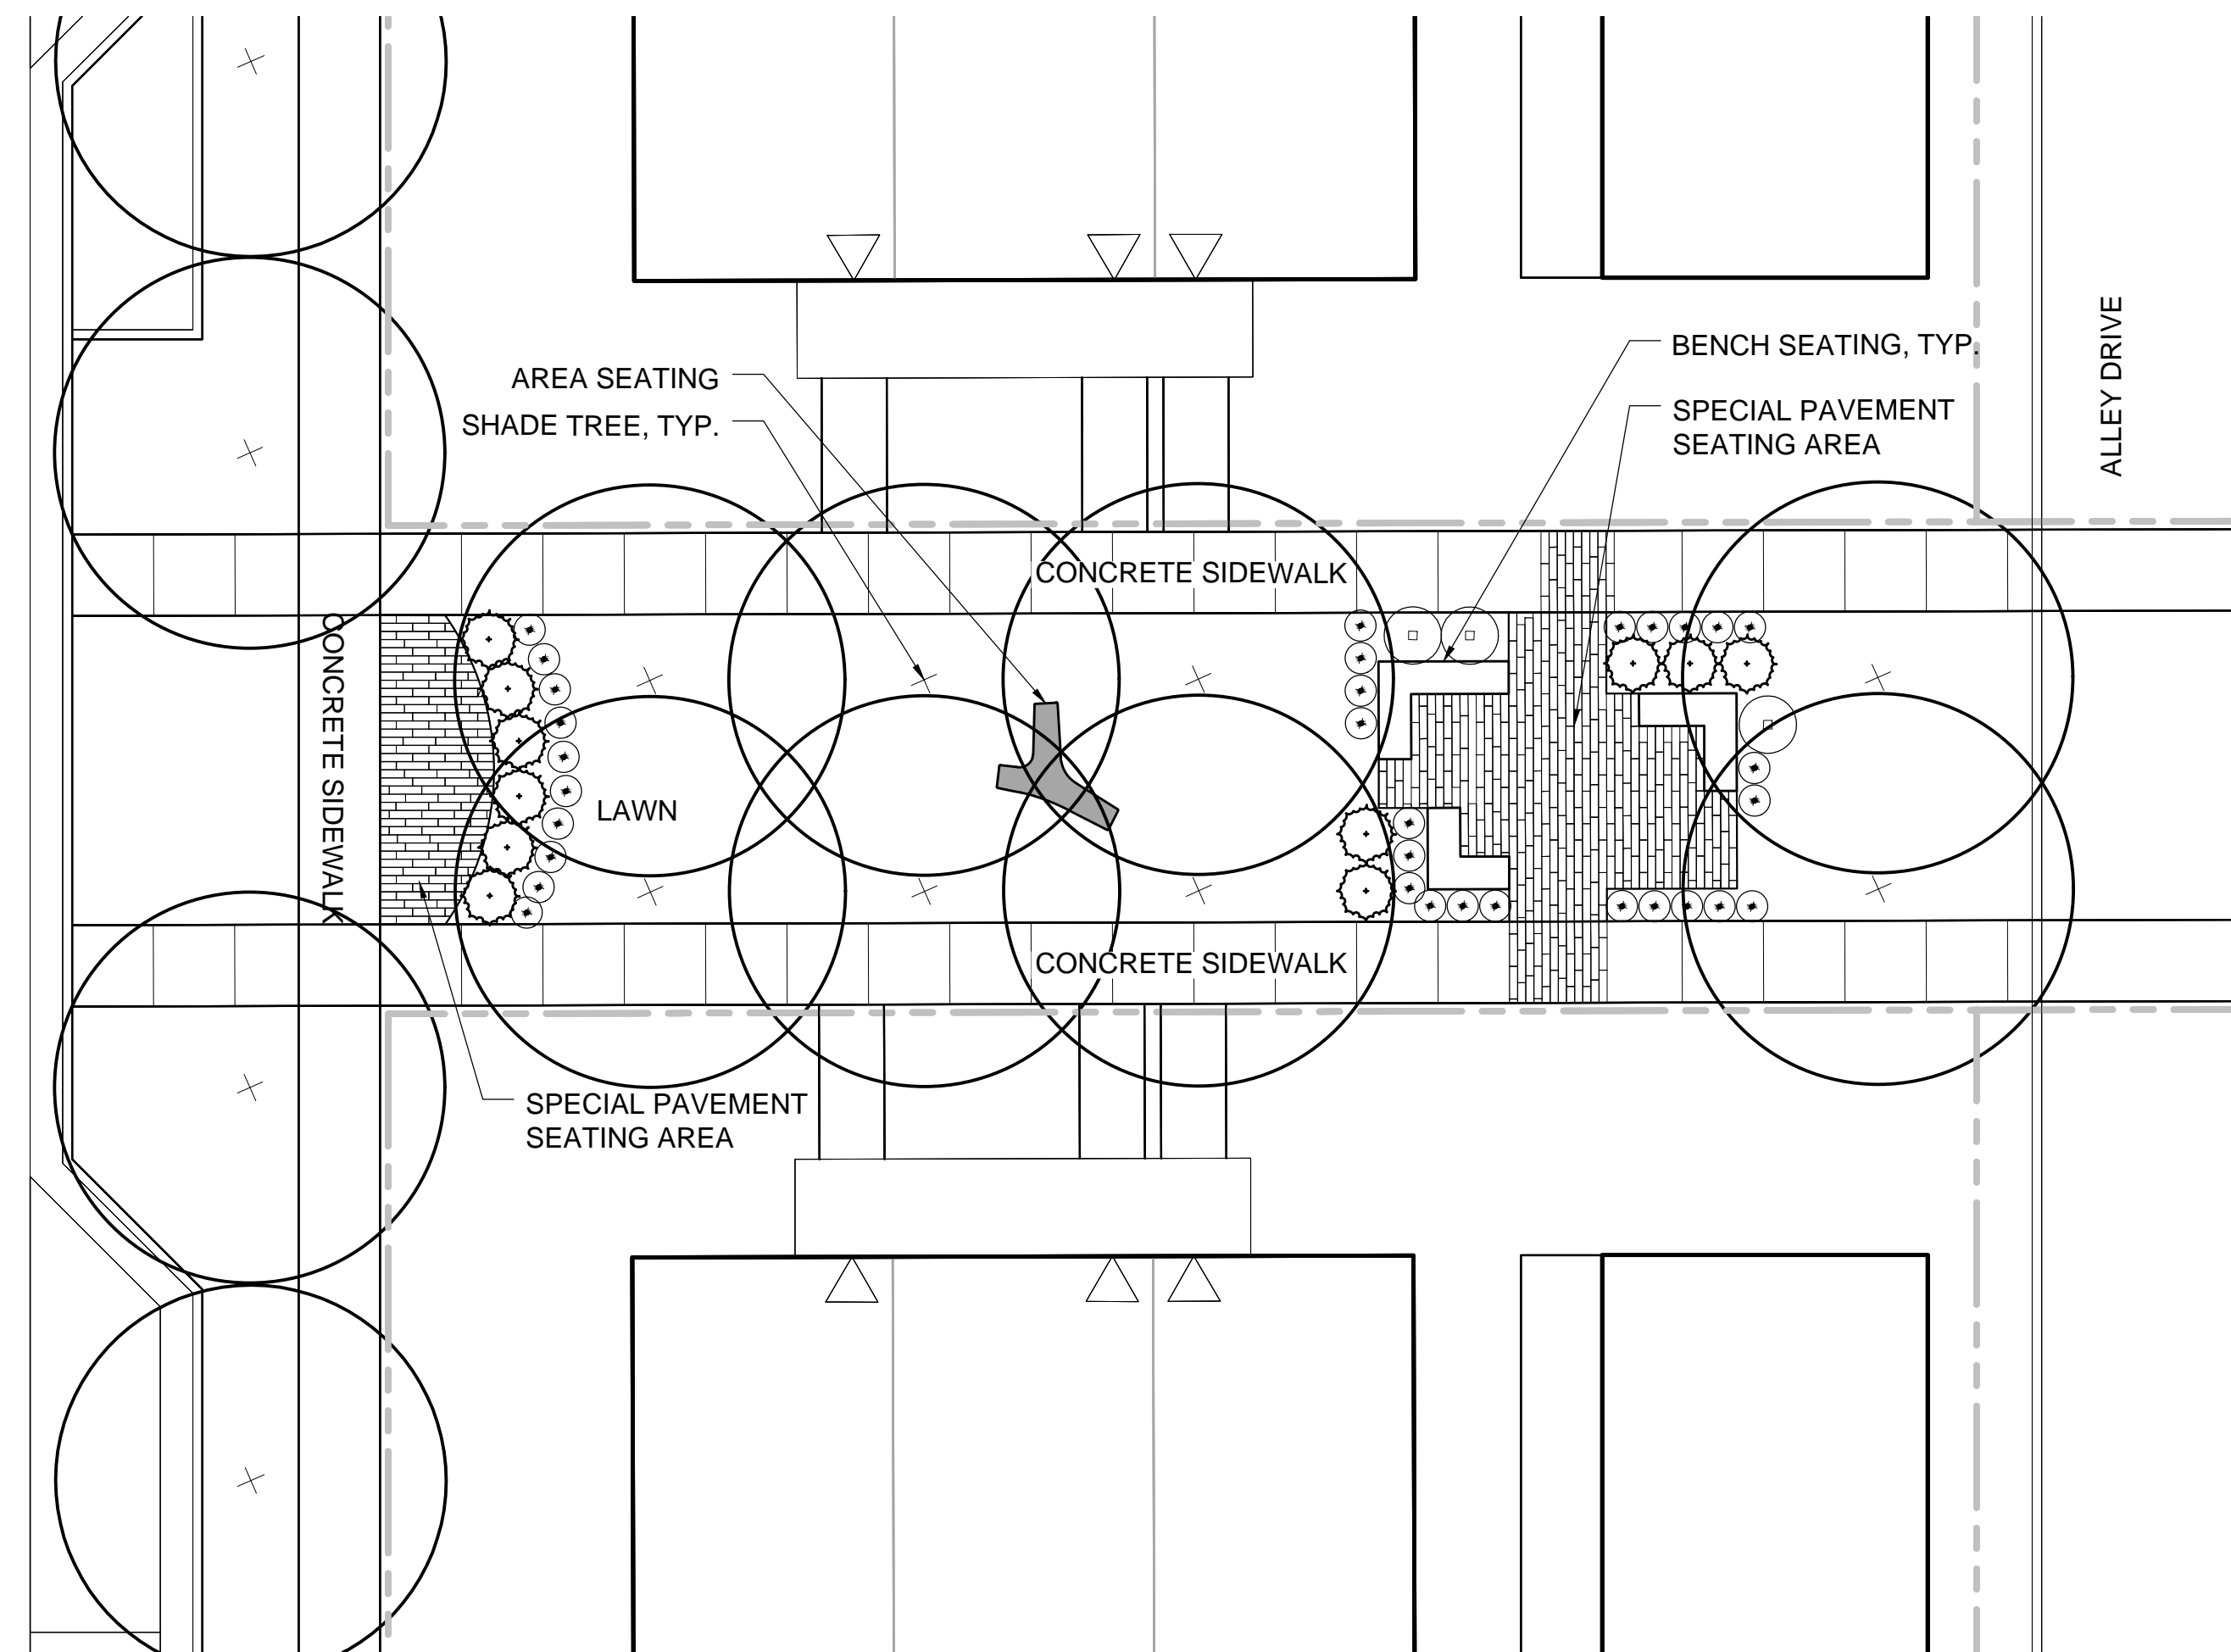 ALLEY DRIVE
BENCH SEATING, TYP.
AREA SEATING
SHADE TREE, TYP.
SPECIAL PAVEMENT
SEATING AREA
CONCRETE SIDEWALK
CONCRETE SIDEWALK
LAWN
CONCRETE SIDEWALK
SPECIAL PAVEMENT
SEATING AREA